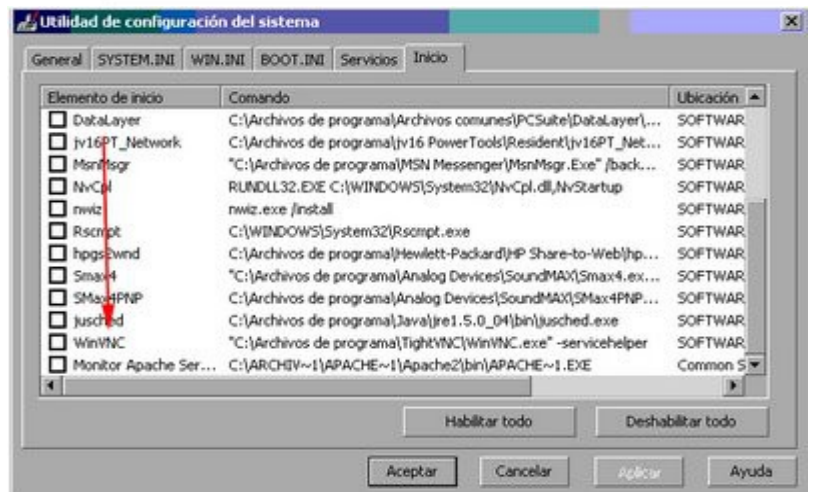 Utilidad de configuración del sistema
General SYSTEM.INI WIN.INI BOOT.INI Servicios Inicio
Elemento de inicio Comando Ubicación
DataLayer C:\Archivos de programa\Archivos comunes\PCSuite\DataLayer\... SOFTWAR
jv16PT_Network C:\Archivos de programa\jv16 PowerTools\Resident\jv16PT_Net... SOFTWAR
MsnMsgr "C:\Archivos de programa\MSN Messenger\MsnMsgr.Exe" /back... SOFTWAR
NvCpl RUNDLL32.EXE C:\WINDOWS\System32\NvCpl.dll,NvStartup SOFTWAR
nwiz nwiz.exe /install SOFTWAR
Rscmpt C:\WINDOWS\System32\Rscmpt.exe SOFTWAR
hpgs2wnd C:\Archivos de programa\Hewlett-Packard\HP Share-to-Web\hp... SOFTWAR
Smax4 "C:\Archivos de programa\Analog Devices\SoundMAX\Smax4.ex... SOFTWAR
SMax4PNP C:\Archivos de programa\Analog Devices\SoundMAX\SMax4PNP... SOFTWAR
jusched C:\Archivos de programa\Java\jre1.5.0_04\bin\jusched.exe SOFTWAR
WinVNC "C:\Archivos de programa\TightVNC\WinVNC.exe" -servicehelper SOFTWAR
Monitor Apache Ser... C:\ARCHIV~1\APACHE~1\Apache2\bin\APACHE~1.EXE Common S
Habilitar todo Deshabilitar todo
Aceptar Cancelar Aplicar Ayuda